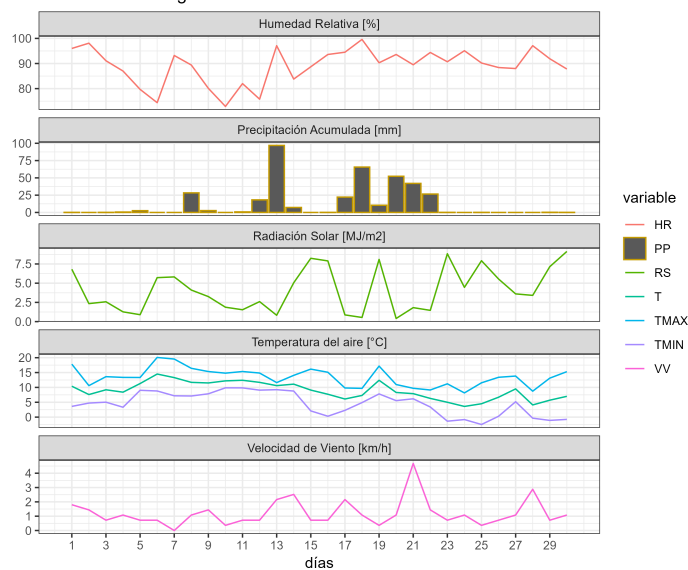 Humedad Relativa [%]
100
90
80
Precipitación Acumulada [mm]
100
75
50
25
0
Radiación Solar [MJ/m2]
7.5
5.0
2.5
0.0
Temperatura del aire [°C]
20
15
10
5
0
Velocidad de Viento [km/h]
4
3
2
1
0
1 3 5 7 9 11 13 15 17 19 21 23 25 27 29
días
variable
HR
PP
RS
T
TMAX
TMIN
VV